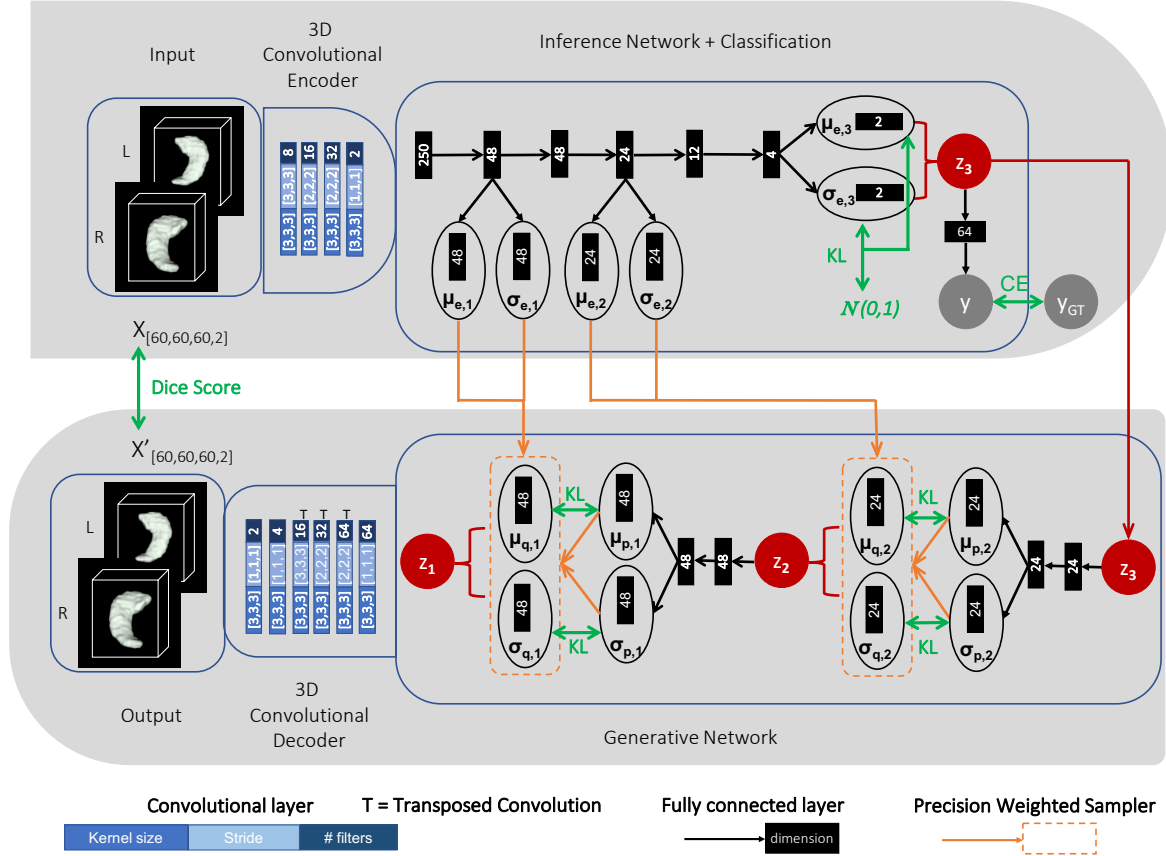 Input
3D
Convolutional
Encoder
Inference Network + Classification
L
R
8
16
32
2
[3,3,3]
[2,2,2]
[2,2,2]
[1,1,1]
[3,3,3]
[3,3,3]
[3,3,3]
[3,3,3]
250
48
48
24
12
4
μe,3 2
σe,3 2
z3
64
y
CE
yGT
KL
N(0,1)
48
μe,1
48
σe,1
24
μe,2
24
σe,2
X[60,60,60,2]
Dice Score
X'[60,60,60,2]
L
R
T T T
2
4
16
32
64
64
[1,1,1]
[1,1,1]
[3,3,3]
[2,2,2]
[2,2,2]
[1,1,1]
[3,3,3]
[3,3,3]
[3,3,3]
[3,3,3]
[3,3,3]
[3,3,3]
z1
48
μq,1
48
σq,1
KL
KL
48
μp,1
48
σp,1
48
48
z2
24
μq,2
24
σq,2
KL
KL
24
μp,2
24
σp,2
24
24
z3
Output
3D
Convolutional
Decoder
Generative Network
Convolutional layer
T = Transposed Convolution
Fully connected layer
Precision Weighted Sampler
Kernel size
Stride
# filters
dimension